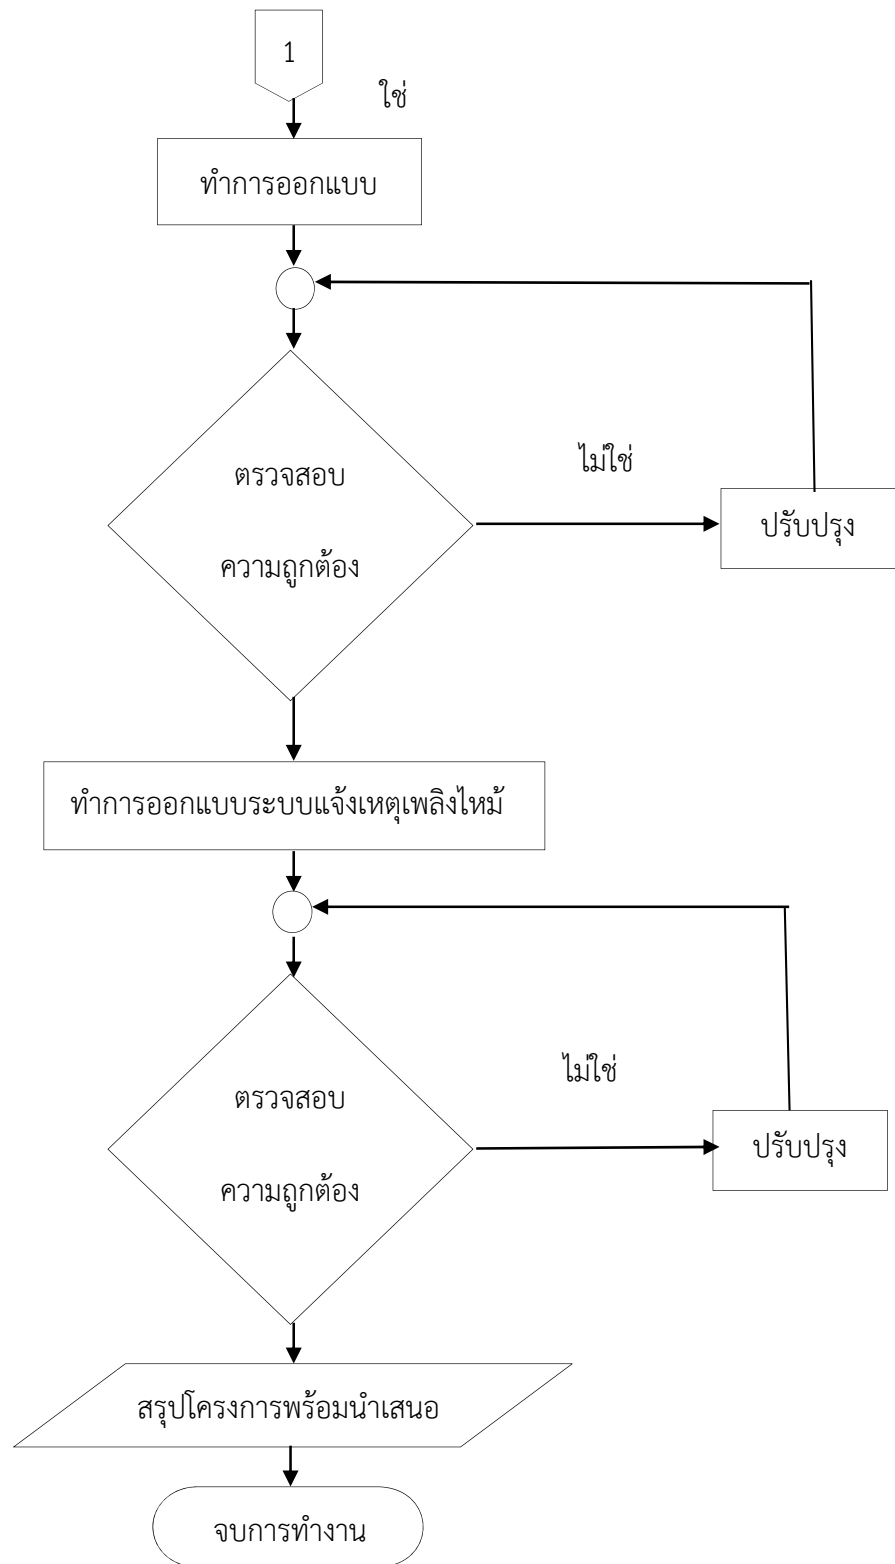 1
ใช่
ทำการออกแบบ
ไม่ใช่
ตรวจสอบ
ปรับปรุง
ความถูกต้อง
ทำการออกแบบระบบแจ้งเหตุเพลิงไหม้
ไม่ใช่
ตรวจสอบ
ปรับปรุง
ความถูกต้อง
สรุปโครงการพร้อมนำเสนอ
จบการทำงาน